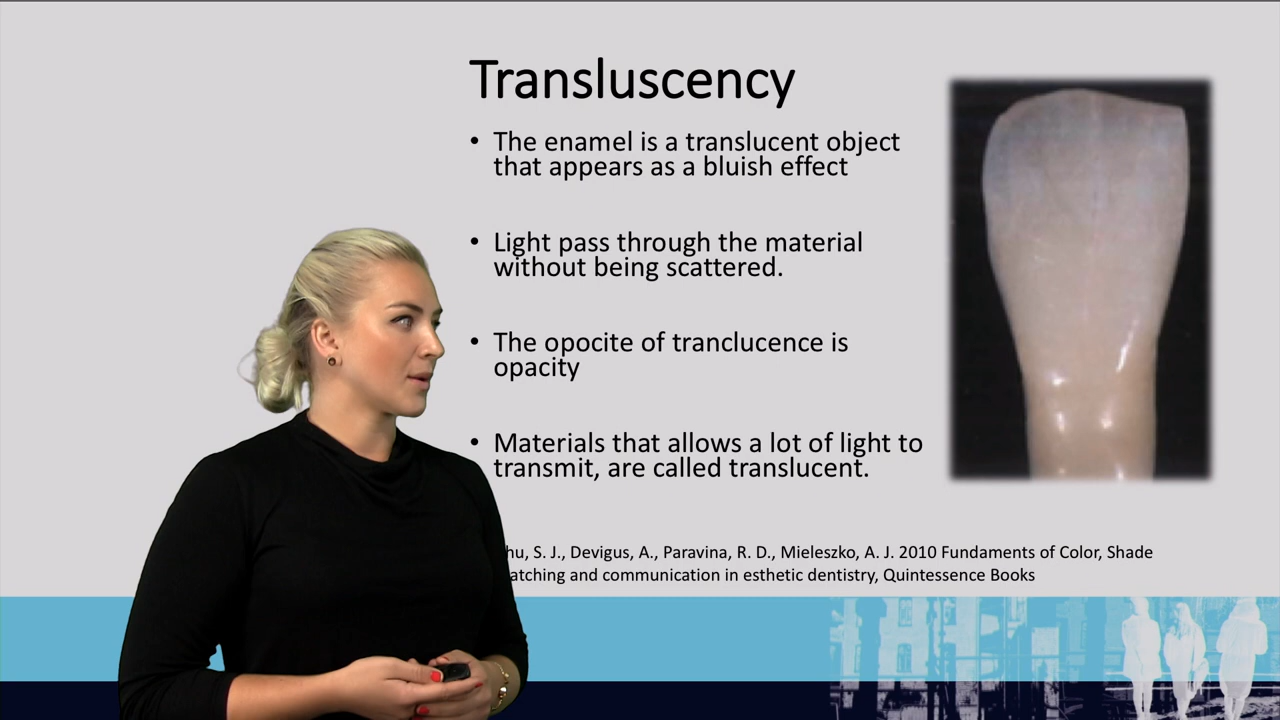 Transluscency
• The enamel is a translucent object
that appears as a bluish effect
• Light pass through the material
without being scattered.
• The opocite of tranclucence is
opacity
• Materials that allows a lot of light to
transmit, are called translucent.
S. J., Devigus, A., Paravina, R. D., Mieleszko, A. J. 2010 Fundaments of Color, Shade
and communication in esthetic dentistry, Quintessence Books